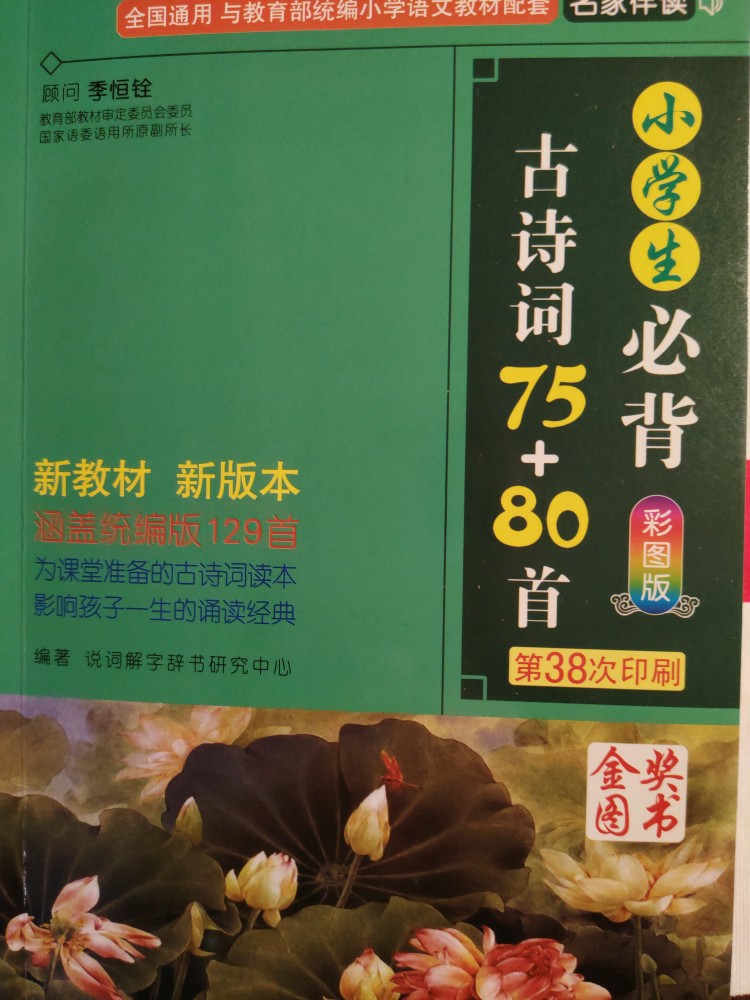 全国通用 与教育部统编小学语文教材配套
名家伴读
顾问 季恒铨
教育部教材审定委员会委员
国家语委语用所原副所长
小学生必背
古诗词75+80首
彩图版
第38次印刷
新教材 新版本
涵盖统编版129首
为课堂准备的古诗词读本
影响孩子一生的诵读经典
编著 说词解字辞书研究中心
金奖
图书